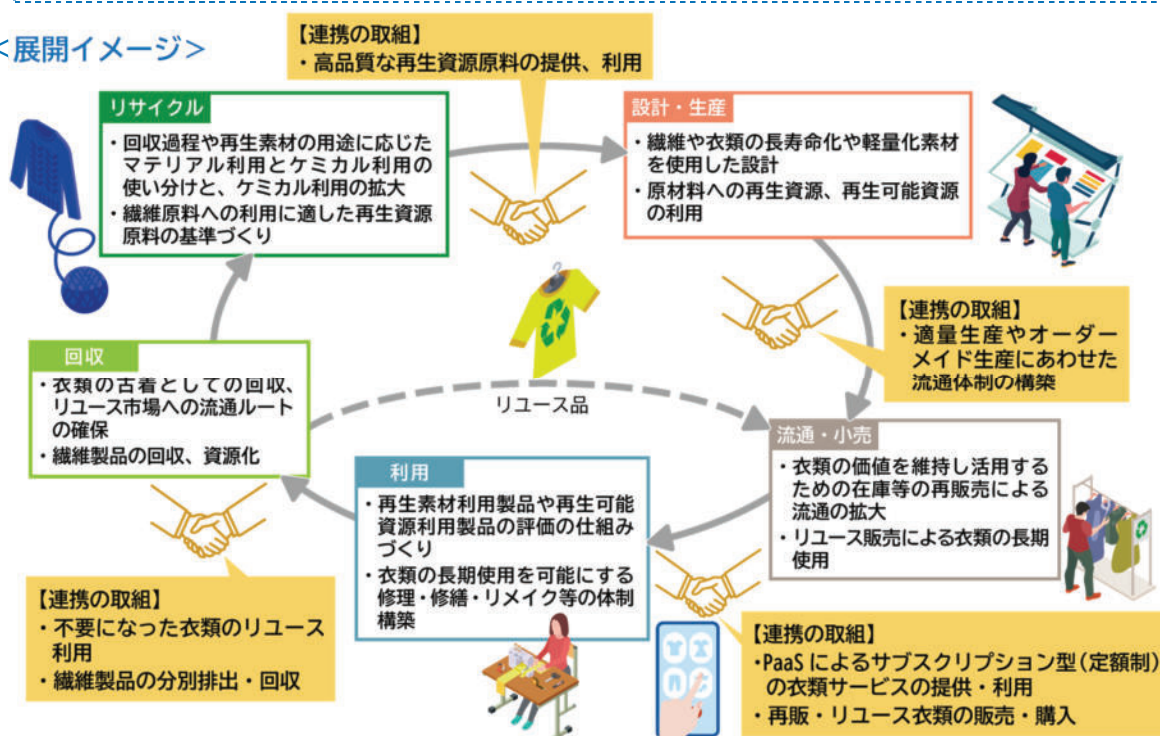 ＜展開イメージ＞
【連携の取組】
・高品質な再生資源原料の提供、利用
リサイクル
・回収過程や再生素材の用途に応じた
マテリアル利用とケミカル利用の
使い分けと、ケミカル利用の拡大
・繊維原料への利用に適した再生資源
原料の基準づくり
設計・生産
・繊維や衣類の長寿命化や軽量化素材
を使用した設計
・原材料への再生資源、再生可能資源
の利用
【連携の取組】
・適量生産やオーダー
メイド生産にあわせた
流通体制の構築
回収
・衣類の古着としての回収、
リユース市場への流通ルート
の確保
・繊維製品の回収、資源化
リユース品
流通・小売
・衣類の価値を維持し活用する
ための在庫等の再販売による
流通の拡大
・リユース販売による衣類の長期
使用
利用
・再生素材利用製品や再生可能
資源利用製品の評価の仕組み
づくり
・衣類の長期使用を可能にする
修理・修繕・リメイク等の体制
構築
【連携の取組】
・不要になった衣類のリユース
利用
・繊維製品の分別排出・回収
【連携の取組】
・PaaSによるサブスクリプション型（定額制）
の衣類サービスの提供・利用
・再販・リユース衣類の販売・購入